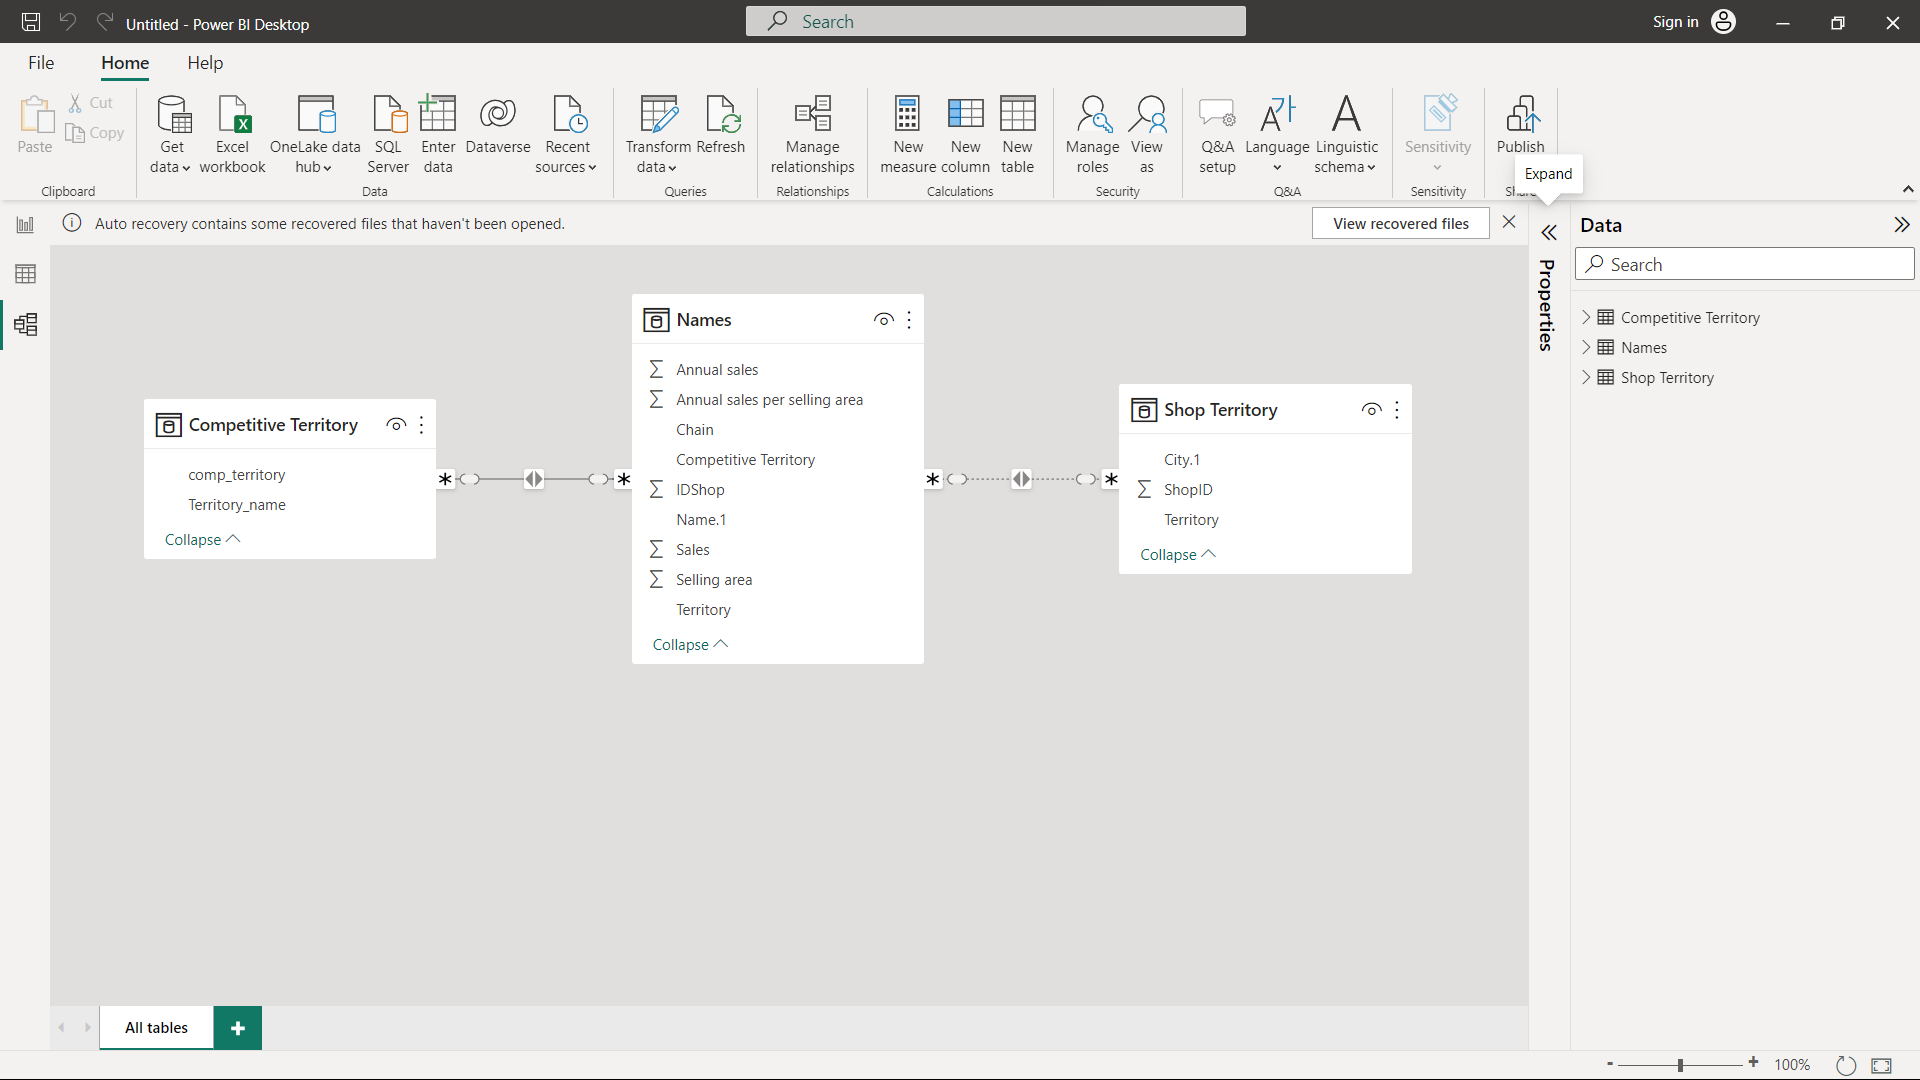 Untitled - Power BI Desktop
Search
Sign in
File
Home
Help
Paste
Cut
Copy
Clipboard
Get data
Excel workbook
OneLake data hub
SQL Server
Enter data
Dataverse
Recent sources
Data
Transform data
Refresh
Queries
Manage relationships
Relationships
New measure
New column
New table
Calculations
Manage roles
View as
Security
Q&A setup
Language
Linguistic schema
Q&A
Sensitivity
Sensitivity
Publish
Expand
Auto recovery contains some recovered files that haven't been opened.
View recovered files
Properties
Data
Search
Competitive Territory
Names
Shop Territory
Competitive Territory
comp_territory
Territory_name
Collapse
Names
Annual sales
Annual sales per selling area
Chain
Competitive Territory
IDShop
Name.1
Sales
Selling area
Territory
Collapse
Shop Territory
City.1
ShopID
Territory
Collapse
All tables
+
- + 100%